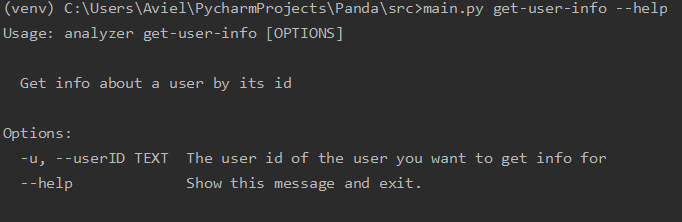 (venv) C:\Users\Aviel\PycharmProjects\Panda\src>main.py get-user-info --help
Usage: analyzer get-user-info [OPTIONS]
Get info about a user by its id
Options:
-u, --userID TEXT  The user id of the user you want to get info for
--help             Show this message and exit.